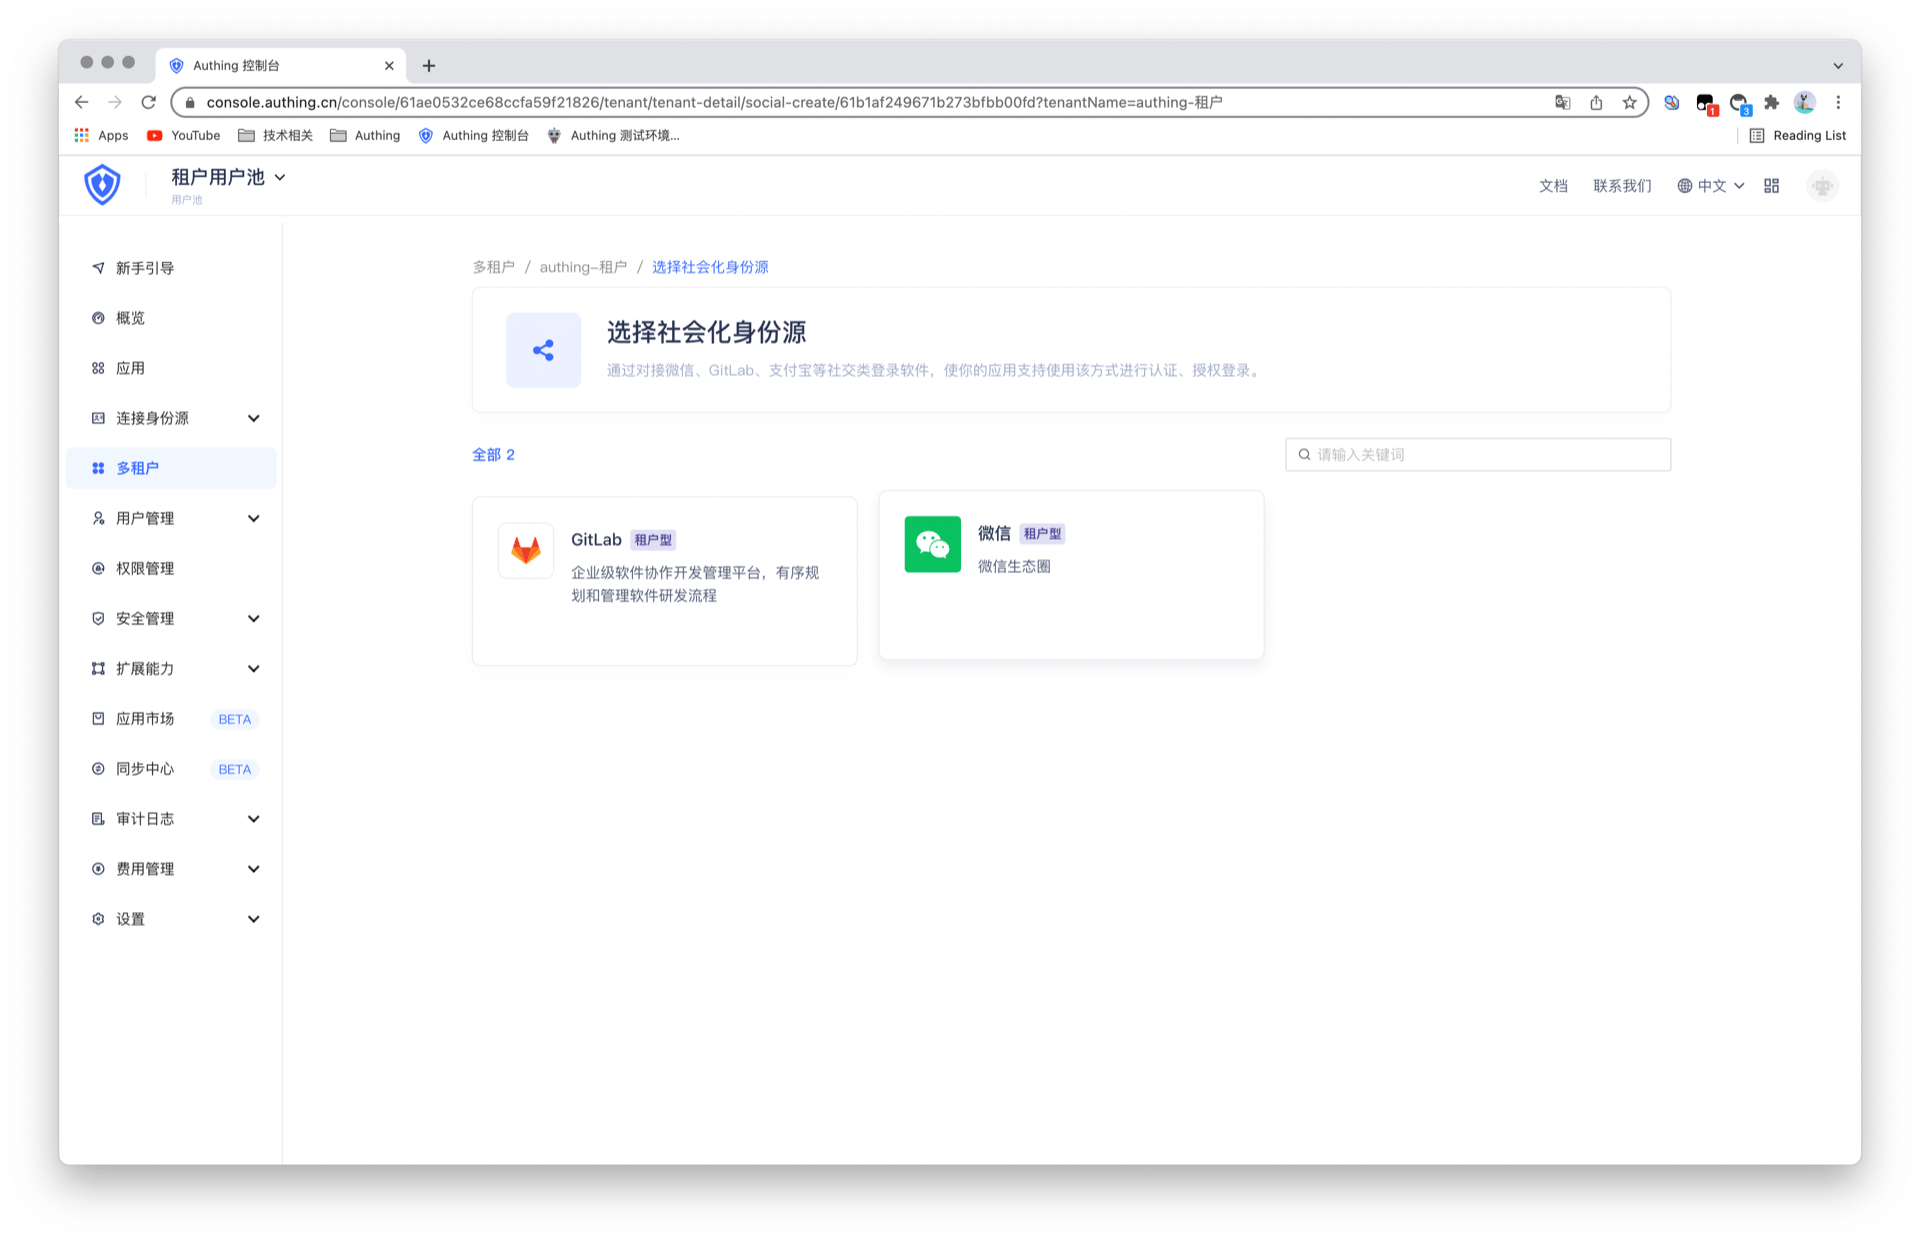 Authing 控制台
console.authing.cn/console/61ae0532ce68ccfa59f21826/tenant/tenant-detail/social-create/61b1af249671b273bfbb00fd?tenantName=authing-租户
1
3
Apps
YouTube
技术相关
Authing
Authing 控制台
Authing 测试环境...
Reading List
租户用户池
用户池
文档
联系我们
中文
新手引导
概览
应用
连接身份源
多租户
用户管理
权限管理
安全管理
扩展能力
应用市场 BETA
同步中心 BETA
审计日志
费用管理
设置
多租户 / authing-租户 / 选择社会化身份源
选择社会化身份源
通过对接微信、GitLab、支付宝等社交类登录软件，使你的应用支持使用该方式进行认证、授权登录。
全部 2
请输入关键词
GitLab 租户型
企业级软件协作开发管理平台，有序规
划和管理软件研发流程
微信 租户型
微信生态圈